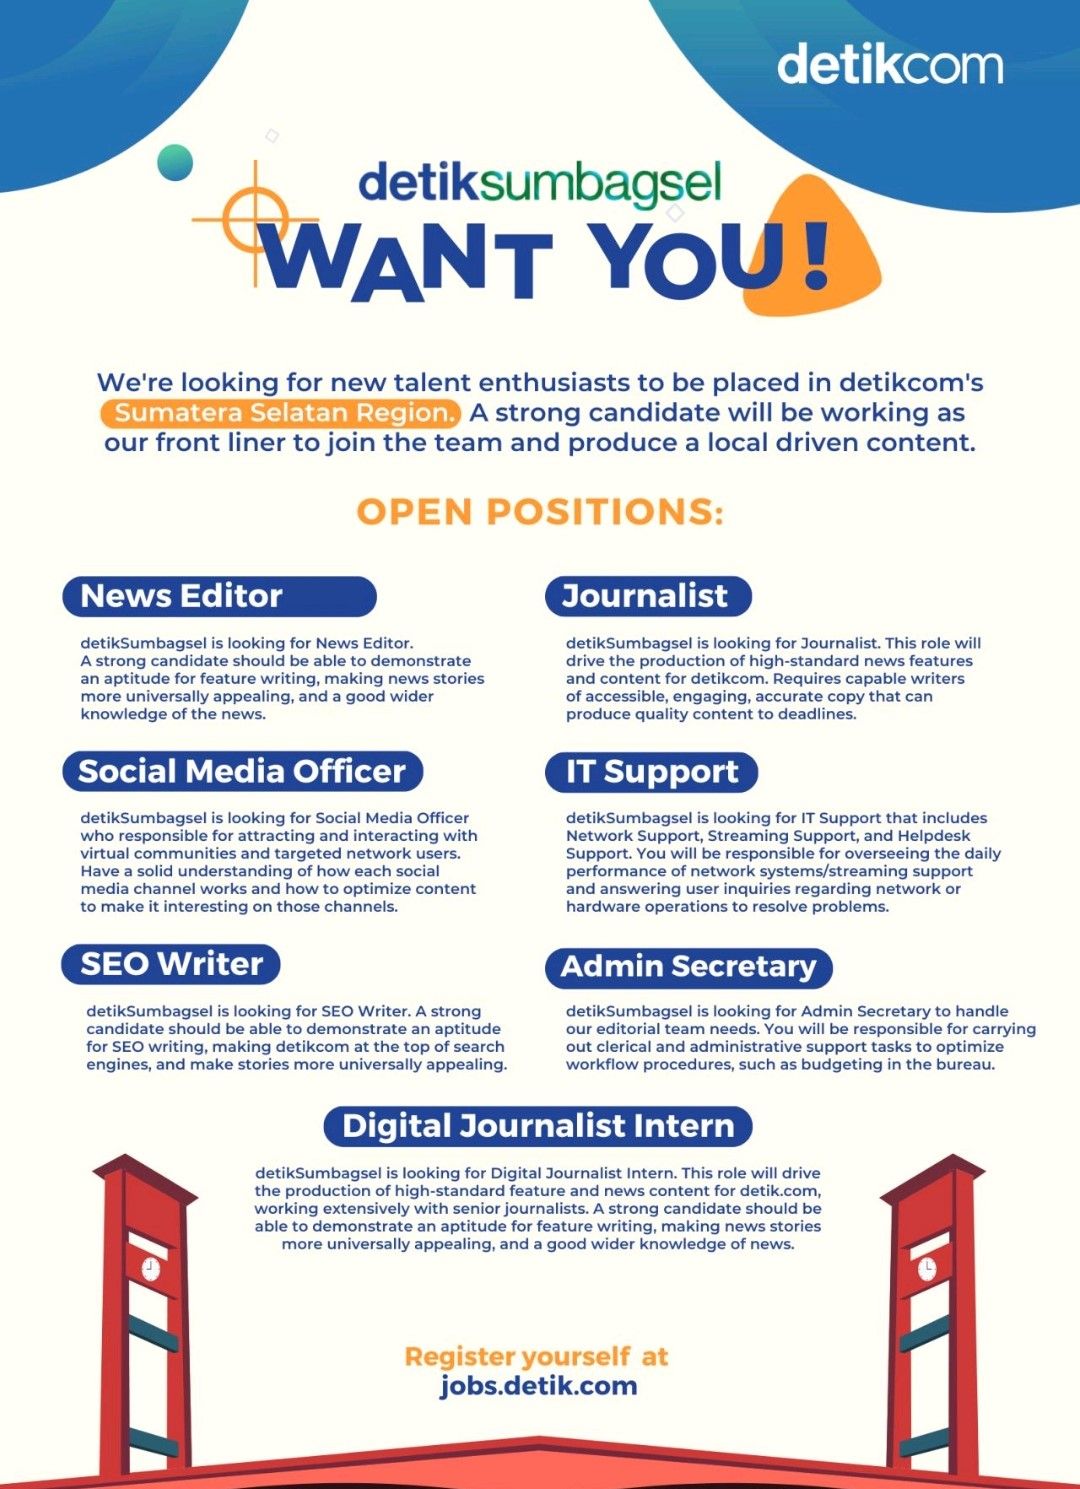 detikcom
detiksumbagsel
WANT YOU!
We're looking for new talent enthusiasts to be placed in detikcom's
Sumatera Selatan Region. A strong candidate will be working as
our front liner to join the team and produce a local driven content.
OPEN POSITIONS:
News Editor
detikSumbagsel is looking for News Editor.
A strong candidate should be able to demonstrate
an aptitude for feature writing, making news stories
more universally appealing, and a good wider
knowledge of the news.
Journalist
detikSumbagsel is looking for Journalist. This role will
drive the production of high-standard news features
and content for detikcom. Requires capable writers
of accessible, engaging, accurate copy that can
produce quality content to deadlines.
Social Media Officer
detikSumbagsel is looking for Social Media Officer
who responsible for attracting and interacting with
virtual communities and targeted network users.
Have a solid understanding of how each social
media channel works and how to optimize content
to make it interesting on those channels.
IT Support
detikSumbagsel is looking for IT Support that includes
Network Support, Streaming Support, and Helpdesk
Support. You will be responsible for overseeing the daily
performance of network systems/streaming support
and answering user inquiries regarding network or
hardware operations to resolve problems.
SEO Writer
detikSumbagsel is looking for SEO Writer. A strong
candidate should be able to demonstrate an aptitude
for SEO writing, making detikcom at the top of search
engines, and make stories more universally appealing.
Admin Secretary
detikSumbagsel is looking for Admin Secretary to handle
our editorial team needs. You will be responsible for carrying
out clerical and administrative support tasks to optimize
workflow procedures, such as budgeting in the bureau.
Digital Journalist Intern
detikSumbagsel is looking for Digital Journalist Intern. This role will drive
the production of high-standard feature and news content for detik.com,
working extensively with senior journalists. A strong candidate should be
able to demonstrate an aptitude for feature writing, making news stories
more universally appealing, and a good wider knowledge of news.
Register yourself at
jobs.detik.com